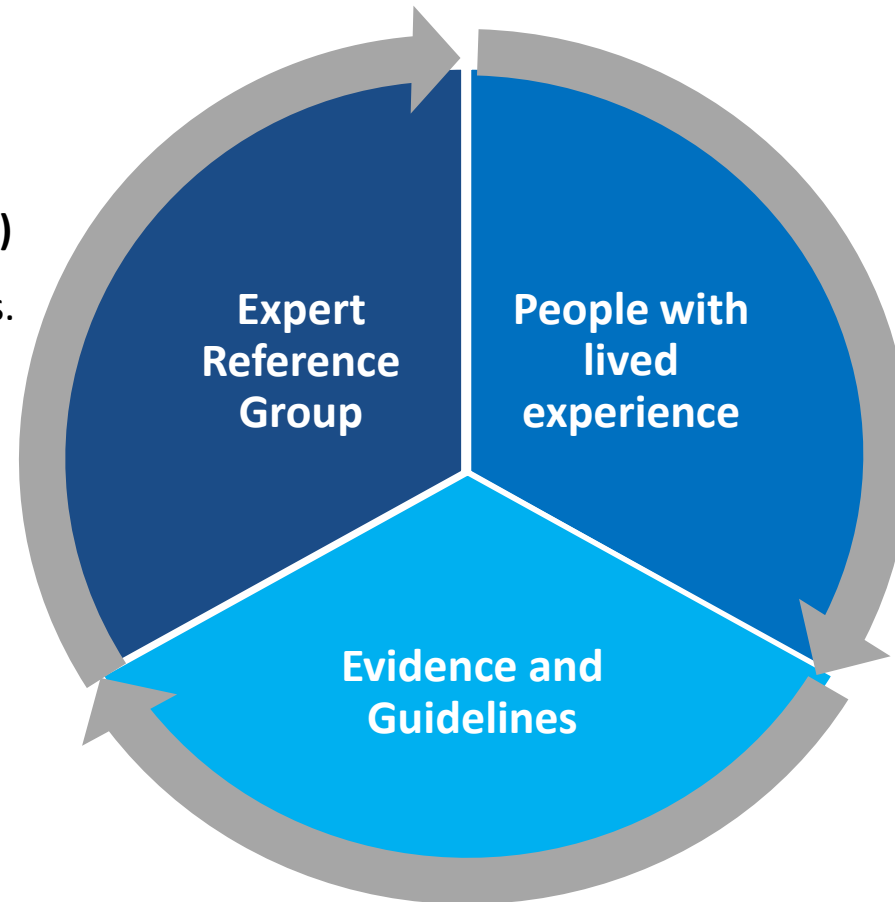 )
s.
Expert
Reference
Group
People with
lived
experience
Evidence and
Guidelines